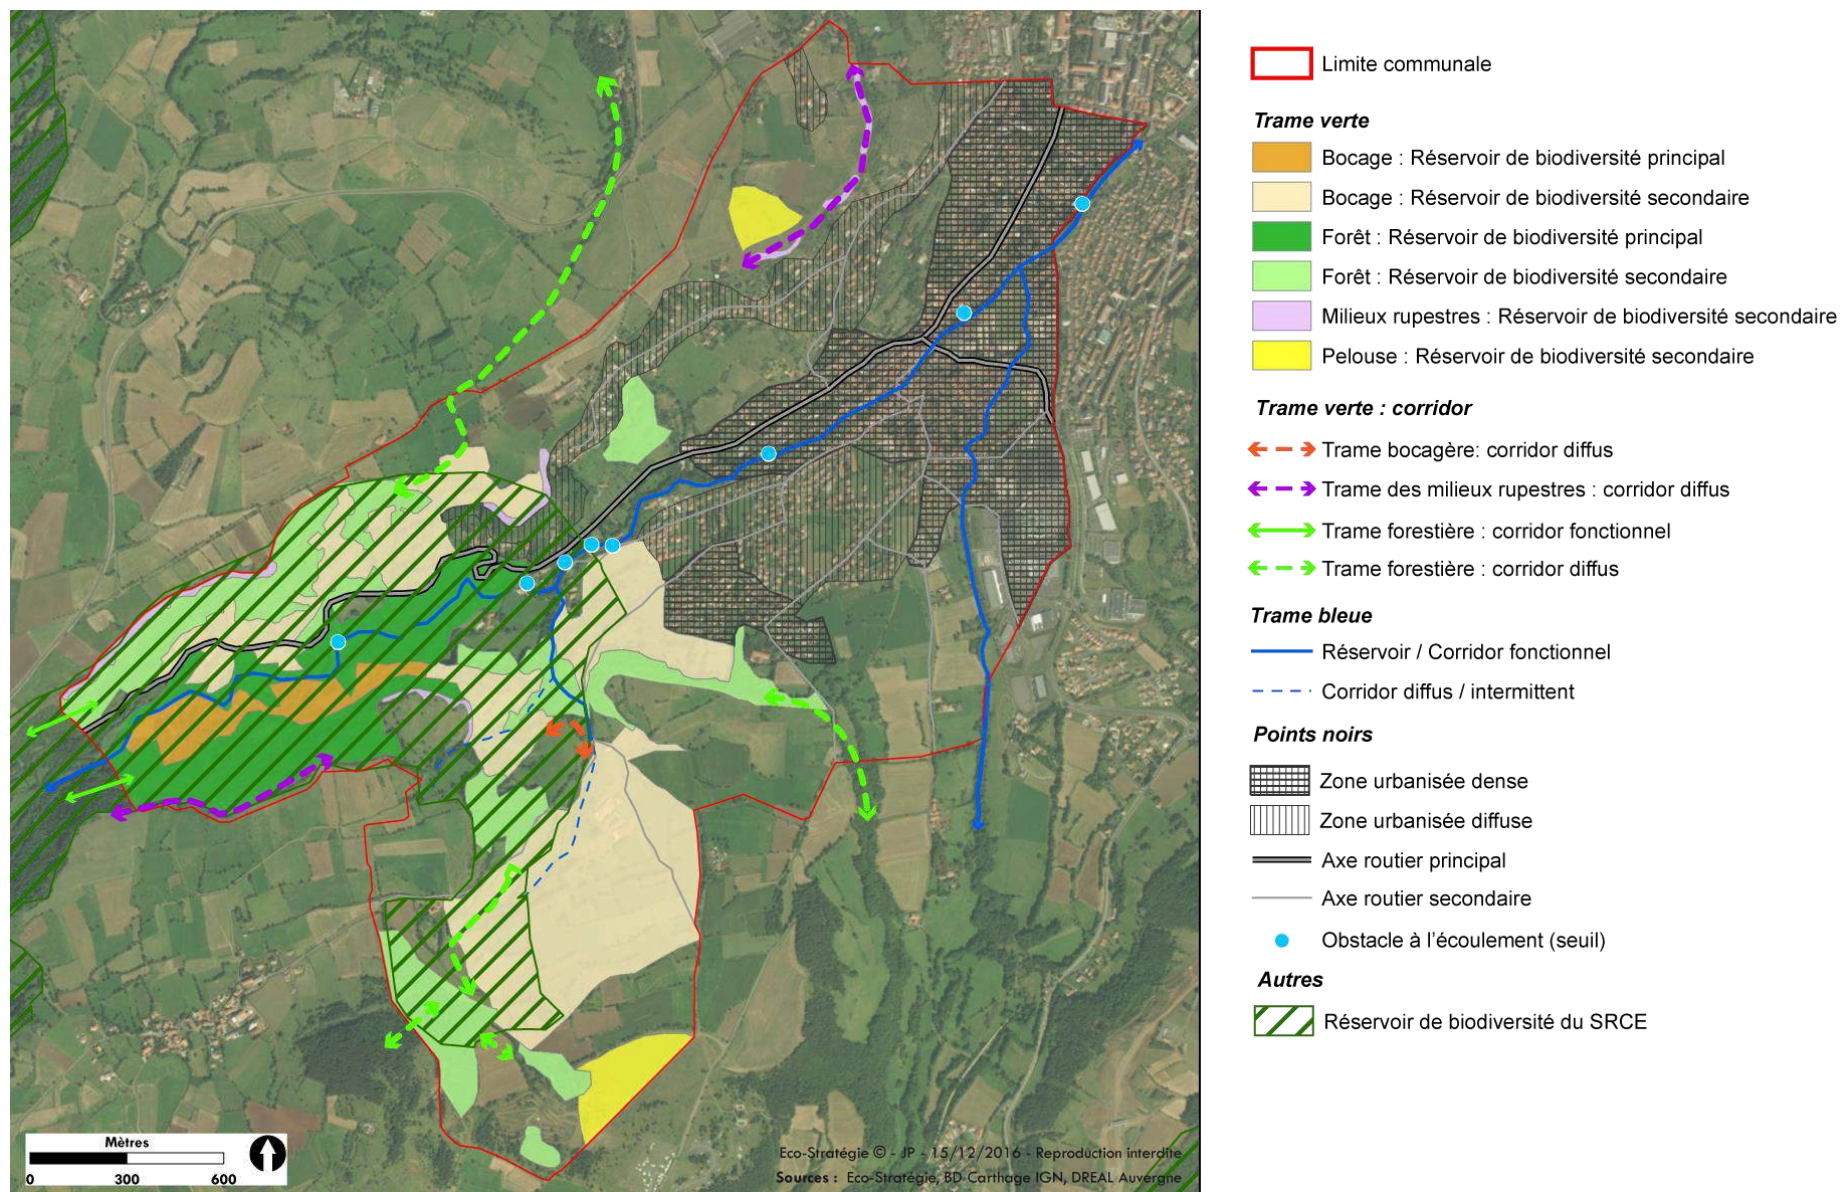 Limite communale
Trame verte
Bocage : Réservoir de biodiversité principal
Bocage : Réservoir de biodiversité secondaire
Forêt : Réservoir de biodiversité principal
Forêt : Réservoir de biodiversité secondaire
Milieux rupestres : Réservoir de biodiversité secondaire
Pelouse : Réservoir de biodiversité secondaire
Trame verte : corridor
Trame bocagère: corridor diffus
Trame des milieux rupestres : corridor diffus
Trame forestière : corridor fonctionnel
Trame forestière : corridor diffus
Trame bleue
Réservoir / Corridor fonctionnel
Corridor diffus / intermittent
Points noirs
Zone urbanisée dense
Zone urbanisée diffuse
Axe routier principal
Axe routier secondaire
Obstacle à l'écoulement (seuil)
Autres
Réservoir de biodiversité du SRCE
Mètres
0 300 600
Eco-Stratégie © - JP - 15/12/2016 - Reproduction interdite
Sources : Eco-Stratégie, BD Carthage IGN, DREAL Auvergne